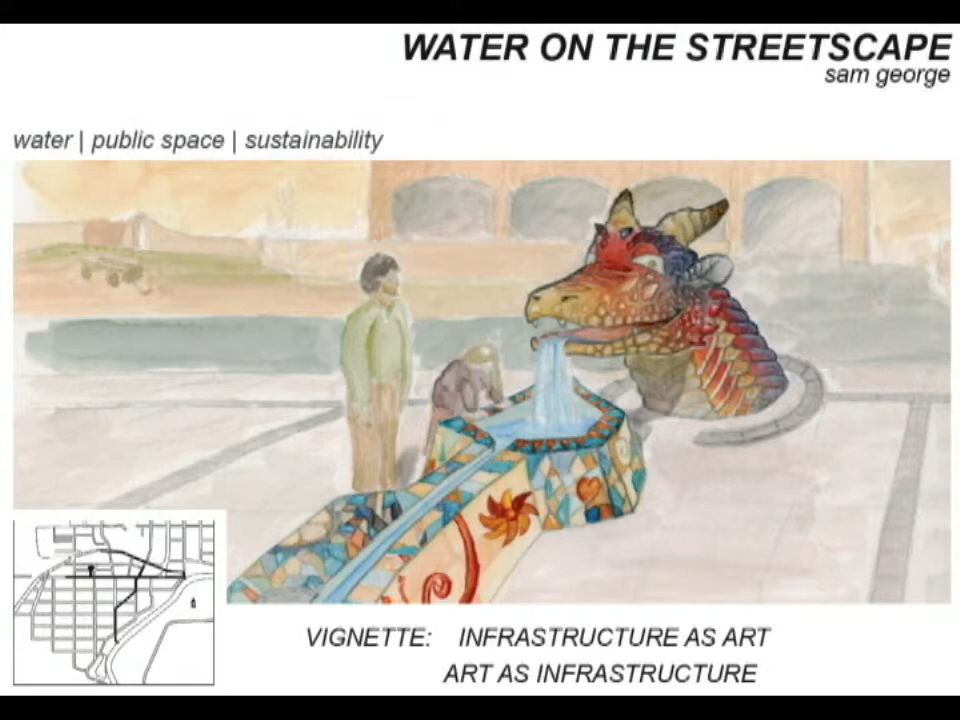 WATER ON THE STREETSCAPE
sam george
water | public space | sustainability
VIGNETTE: INFRASTRUCTURE AS ART
ART AS INFRASTRUCTURE